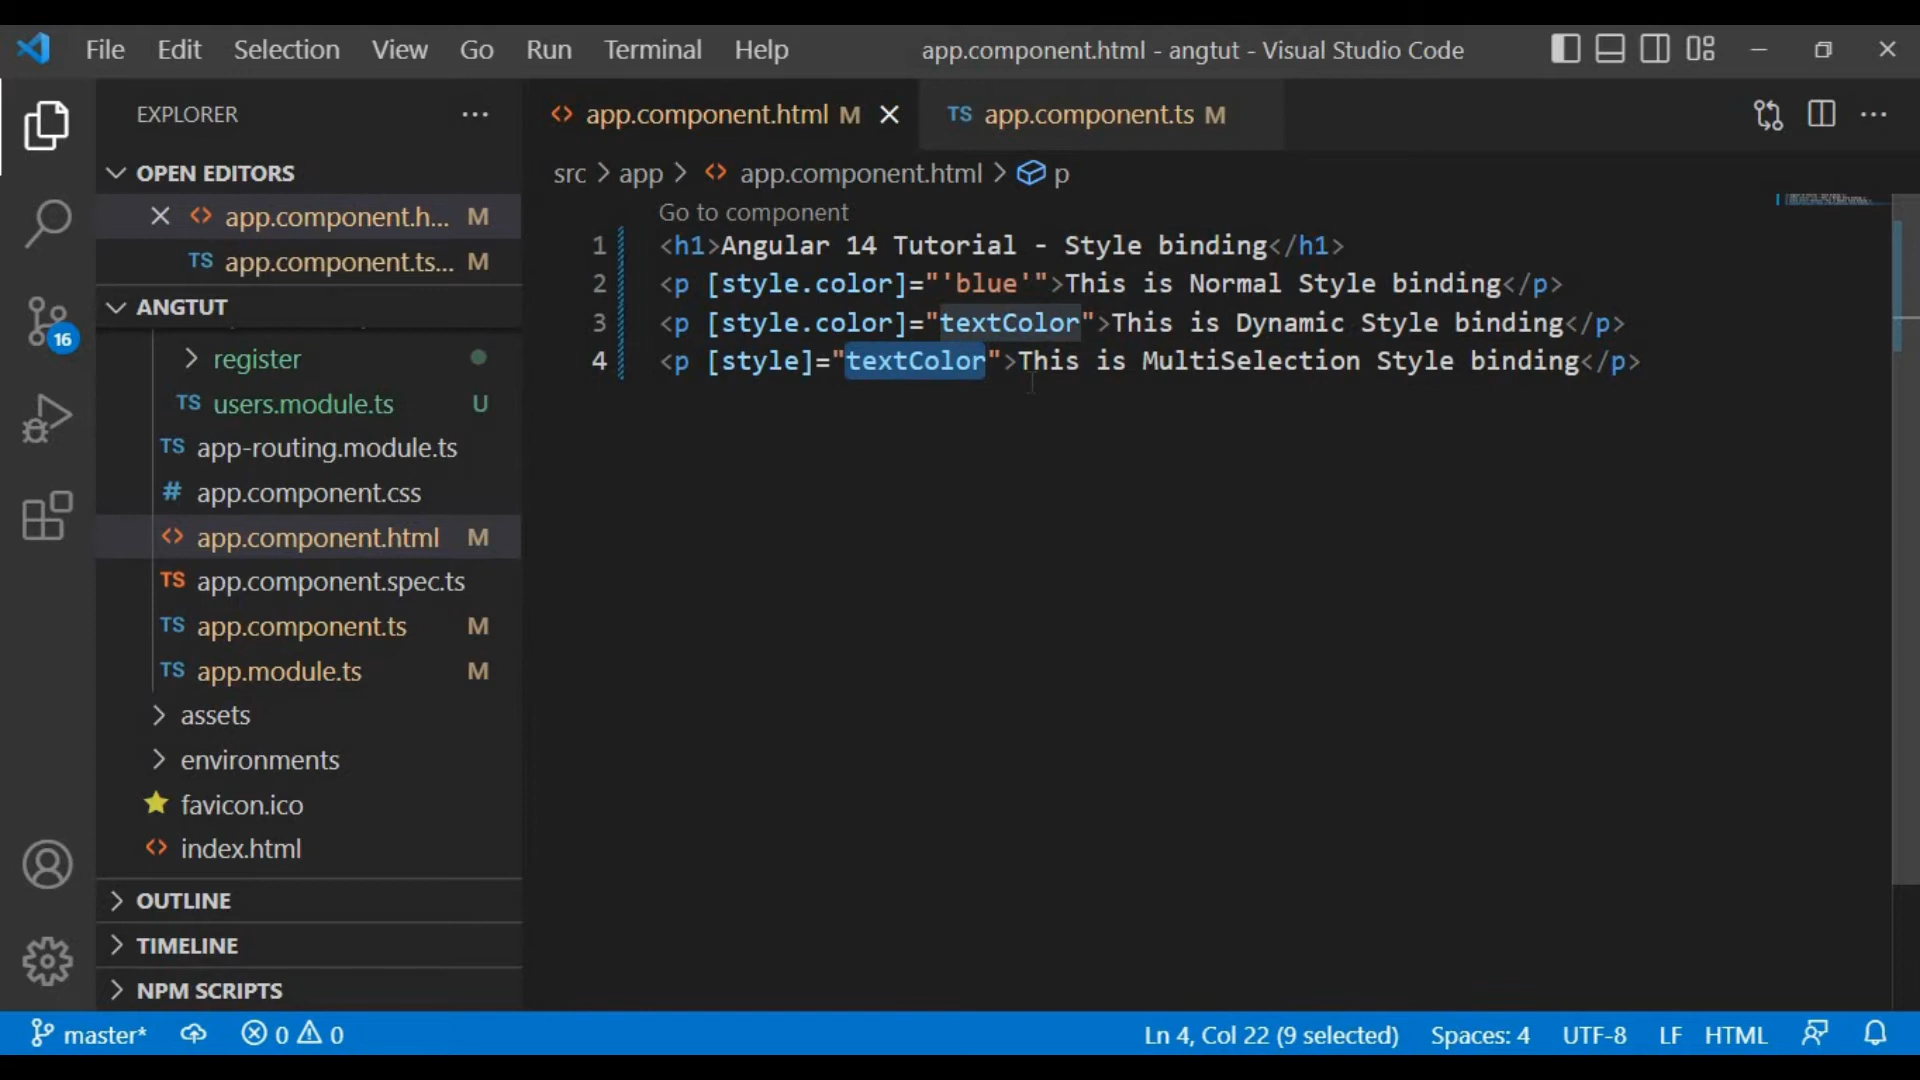 File Edit Selection View Go Run Terminal Help app.component.html - angtut - Visual Studio Code
EXPLORER
OPEN EDITORS
app.component.h... M
TS app.component.ts... M
ANGTUT
register
TS users.module.ts U
TS app-routing.module.ts
# app.component.css
<> app.component.html M
TS app.component.spec.ts
TS app.component.ts M
TS app.module.ts M
assets
environments
favicon.ico
<> index.html
OUTLINE
TIMELINE
NPM SCRIPTS
16
<> app.component.html M TS app.component.ts M
src > app > <> app.component.html > p
Go to component
1 <h1>Angular 14 Tutorial - Style binding</h1>
2 <p [style.color]="'blue'">This is Normal Style binding</p>
3 <p [style.color]="textColor">This is Dynamic Style binding</p>
4 <p [style]="textColor">This is MultiSelection Style binding</p>
master* 0 0 Ln 4, Col 22 (9 selected) Spaces: 4 UTF-8 LF HTML